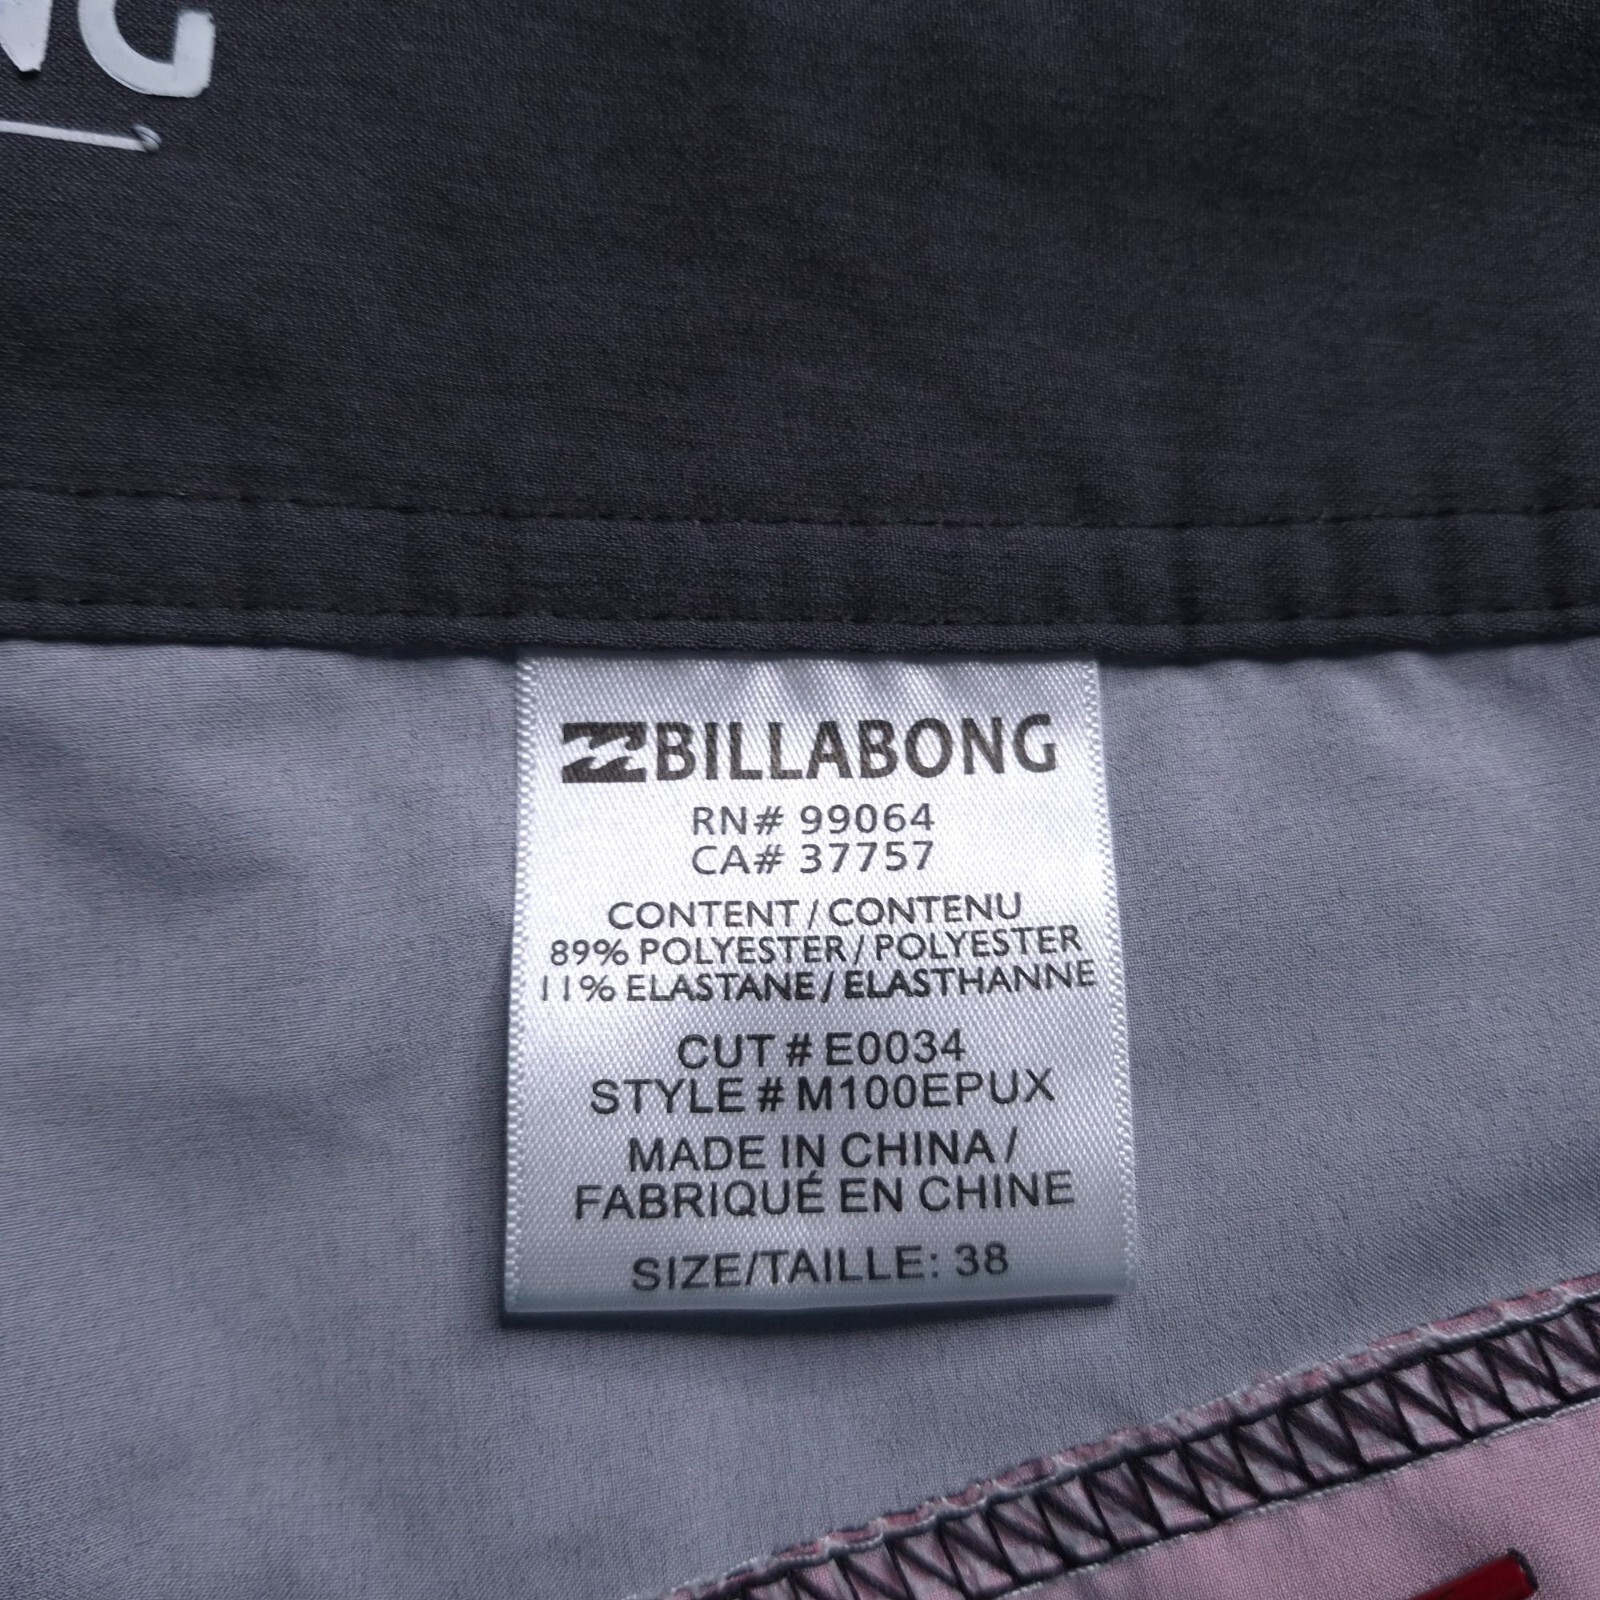 NG
BILLABONG
RN# 99064
CA# 37757
CONTENT / CONTENU
89% POLYESTER / POLYESTER
11% ELASTANE / ELASTHANNE
CUT # E0034
STYLE # M100EPUX
MADE IN CHINA /
FABRIQUÉ EN CHINE
SIZE/TAILLE: 38